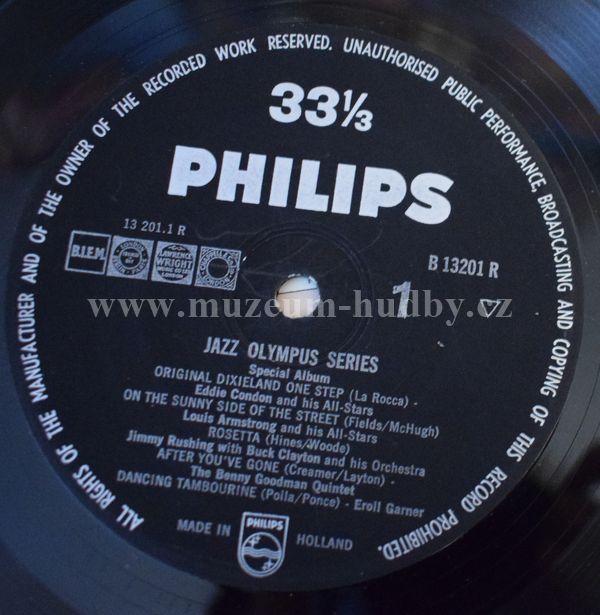 ALL RIGHTS OF THE MANUFACTURER AND OF THE OWNER OF THE RECORDED WORK RESERVED. UNAUTHORISED PUBLIC PERFORMANCE, BROADCASTING AND COPYING OF THIS RECORD PROHIBITED.
33⅓
PHILIPS
13 201.1 R
B 13201 R
B.I.E.M.
LAWRENCE WRIGHT
LONDON
1
www.muzeum-hudby.cz
JAZZ OLYMPUS SERIES
Special Album
ORIGINAL DIXIELAND ONE STEP (La Rocca) -
Eddie Condon and his All-Stars
ON THE SUNNY SIDE OF THE STREET (Fields/McHugh)
Louis Armstrong and his All-Stars
ROSETTA (Hines/Woode)
Jimmy Rushing with Buck Clayton and his Orchestra
AFTER YOU'VE GONE (Creamer/Layton) -
The Benny Goodman Quintet
DANCING TAMBOURINE (Polla/Ponce) - Eroll Garner
MADE IN HOLLAND
PHILIPS